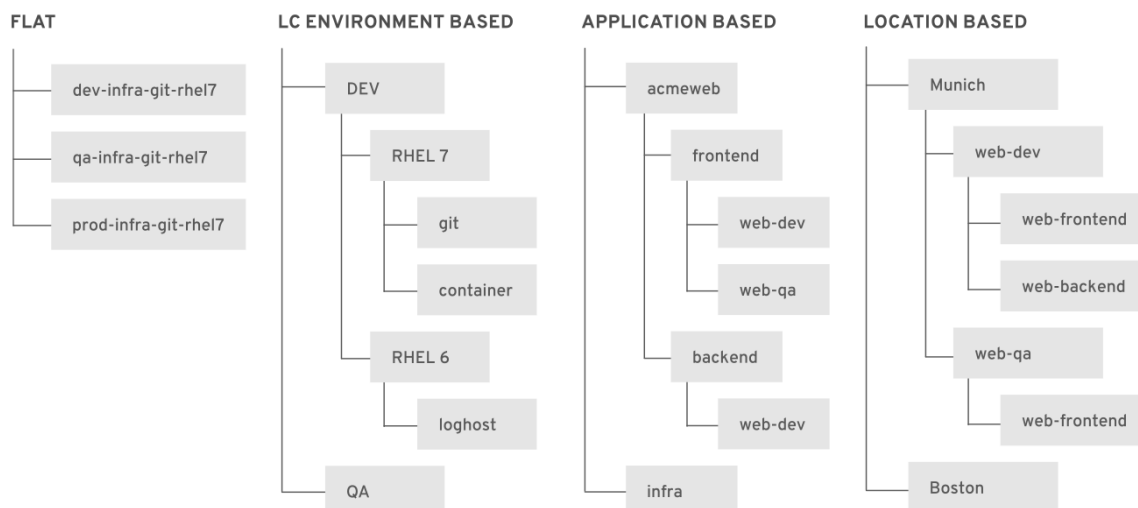 FLAT
dev-infra-git-rhel7
qa-infra-git-rhel7
prod-infra-git-rhel7
LC ENVIRONMENT BASED
DEV
RHEL 7
git
container
RHEL 6
loghost
QA
APPLICATION BASED
acmeweb
frontend
web-dev
web-qa
backend
web-dev
infra
LOCATION BASED
Munich
web-dev
web-frontend
web-backend
web-qa
web-frontend
Boston